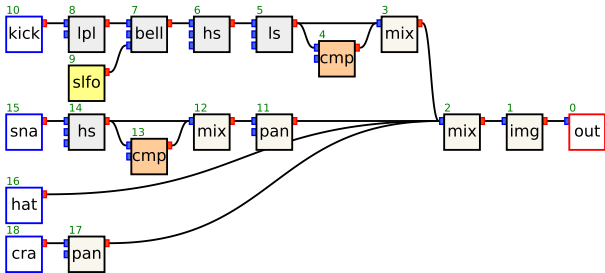 10 8 7 6 5 3
kick lpl bell hs ls mix
4
cmp
9
slfo
15 14 12 11 2 1 0
sna hs mix pan mix img out
13
cmp
16
hat
18 17
cra pan